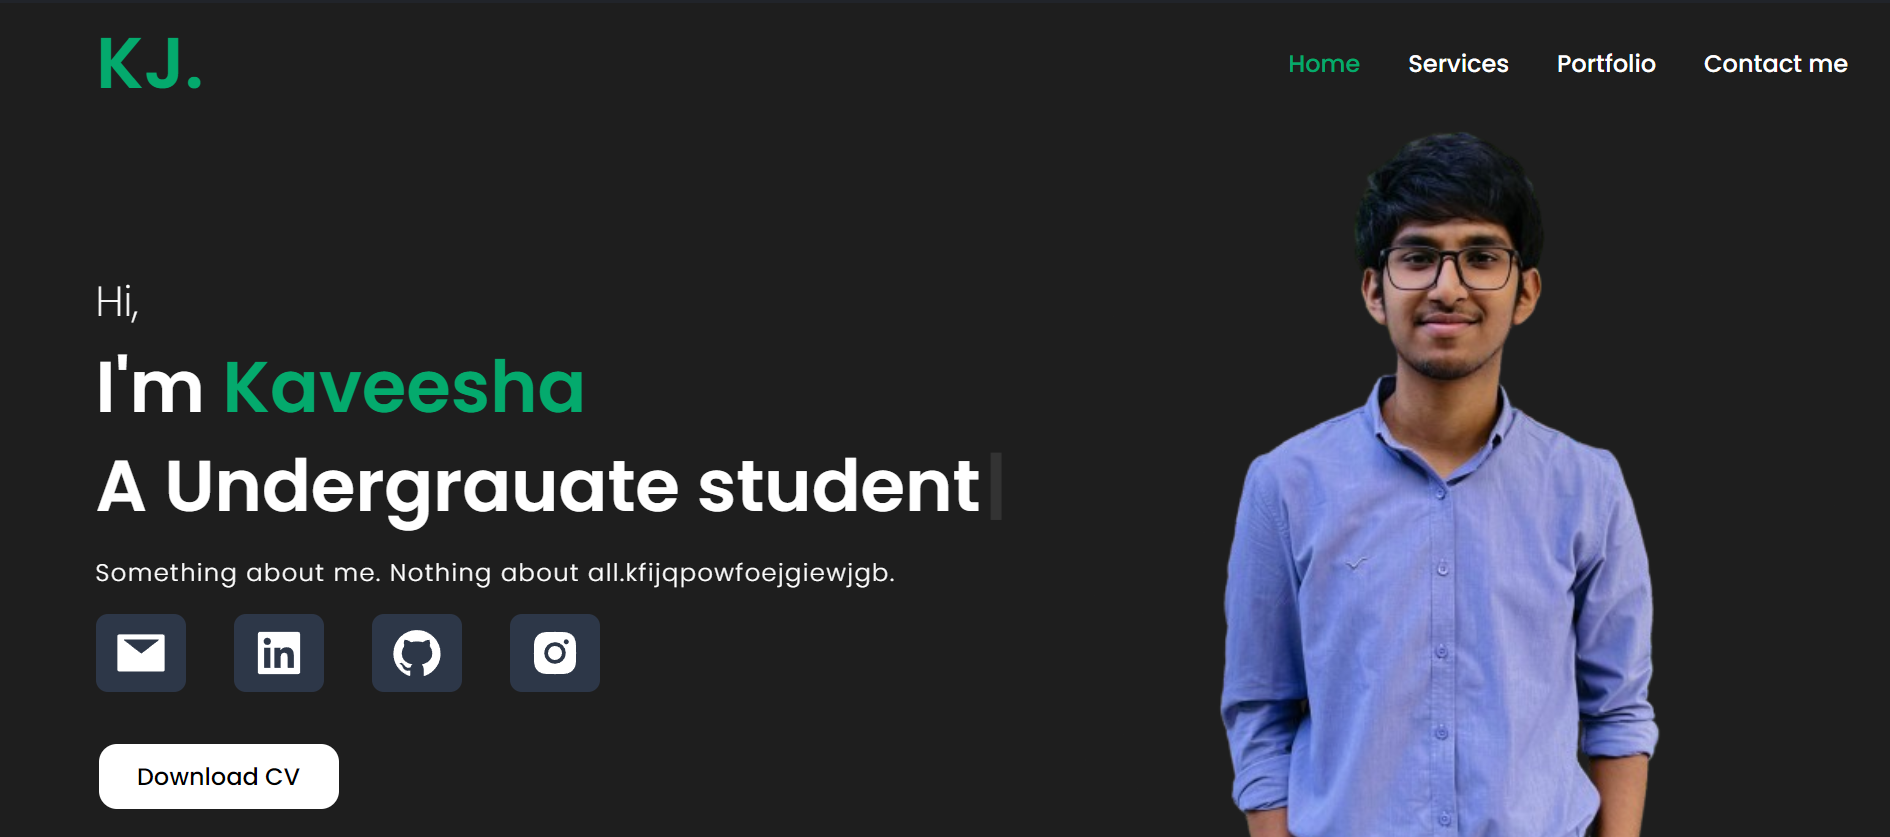 KJ.
Home Services Portfolio Contact me
Hi,
I'm Kaveesha
A Undergrauate student
Something about me. Nothing about all.kfijqpowfoejgiewjgb.
in
Download CV